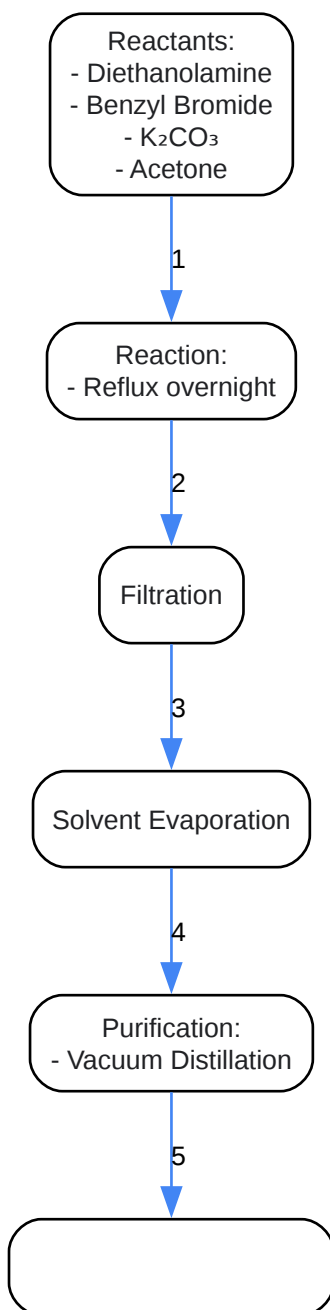 Reactants:
- Diethanolamine
- Benzyl Bromide
- K₂CO₃
- Acetone
1
Reaction:
- Reflux overnight
2
Filtration
3
Solvent Evaporation
4
Purification:
- Vacuum Distillation
5